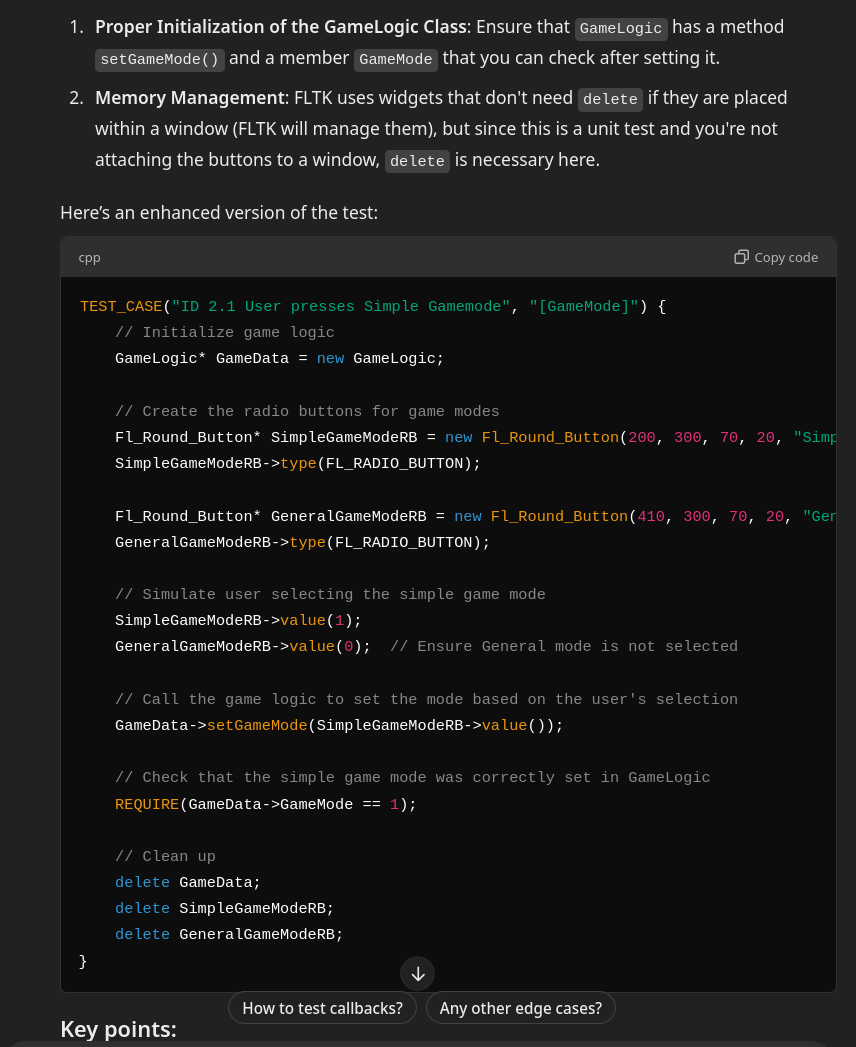 1. Proper Initialization of the GameLogic Class: Ensure that GameLogic has a method
setGameMode() and a member GameMode that you can check after setting it.
2. Memory Management: FLTK uses widgets that don't need delete if they are placed
within a window (FLTK will manage them), but since this is a unit test and you're not
attaching the buttons to a window, delete is necessary here.
Here’s an enhanced version of the test:
cpp Copy code
TEST_CASE("ID 2.1 User presses Simple Gamemode", "[GameMode]") {
    // Initialize game logic
    GameLogic* GameData = new GameLogic;
    // Create the radio buttons for game modes
    Fl_Round_Button* SimpleGameModeRB = new Fl_Round_Button(200, 300, 70, 20, "Simp
    SimpleGameModeRB->type(FL_RADIO_BUTTON);
    Fl_Round_Button* GeneralGameModeRB = new Fl_Round_Button(410, 300, 70, 20, "Ger
    GeneralGameModeRB->type(FL_RADIO_BUTTON);
    // Simulate user selecting the simple game mode
    SimpleGameModeRB->value(1);
    GeneralGameModeRB->value(0);  // Ensure General mode is not selected
    // Call the game logic to set the mode based on the user's selection
    GameData->setGameMode(SimpleGameModeRB->value());
    // Check that the simple game mode was correctly set in GameLogic
    REQUIRE(GameData->GameMode == 1);
    // Clean up
    delete GameData;
    delete SimpleGameModeRB;
    delete GeneralGameModeRB;
}
How to test callbacks? Any other edge cases?
Key points: